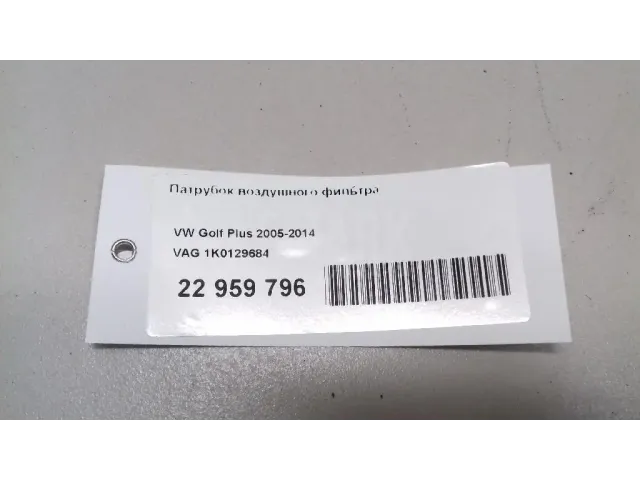 Патрубок воздушного фильтра
VW Golf Plus 2005-2014
VAG 1K0129684
22 959 796